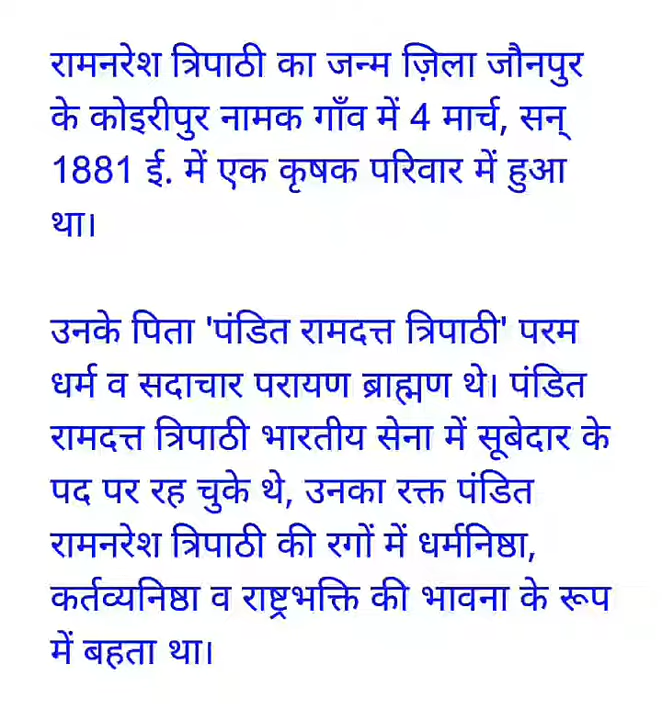 रामनरेश त्रिपाठी का जन्म ज़िला जौनपुर
के कोइरीपुर नामक गाँव में 4 मार्च, सन्
1881 ई. में एक कृषक परिवार में हुआ
था।
उनके पिता 'पंडित रामदत्त त्रिपाठी' परम
धर्म व सदाचार परायण ब्राह्मण थे। पंडित
रामदत्त त्रिपाठी भारतीय सेना में सूबेदार के
पद पर रह चुके थे, उनका रक्त पंडित
रामनरेश त्रिपाठी की रगों में धर्मनिष्ठा,
कर्तव्यनिष्ठा व राष्ट्रभक्ति की भावना के रूप
में बहता था।